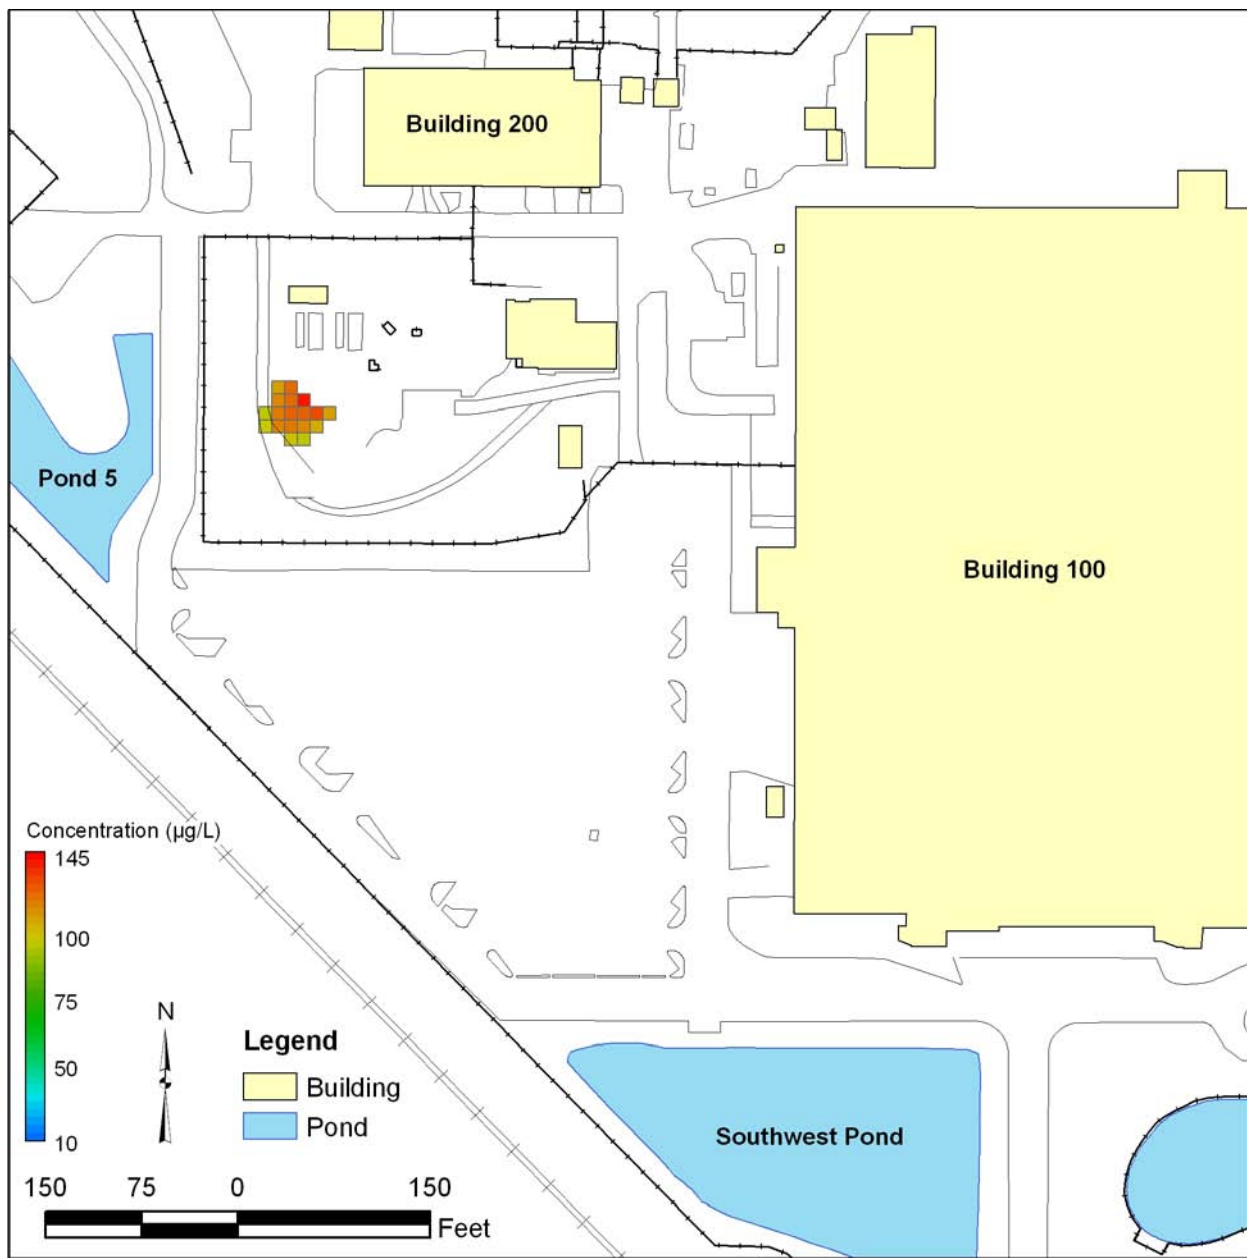 Building 200
Pond 5
Building 100
Concentration (µg/L)
145
100
75
50
10
N
Legend
Building
Pond
Southwest Pond
150 75 0 150
Feet